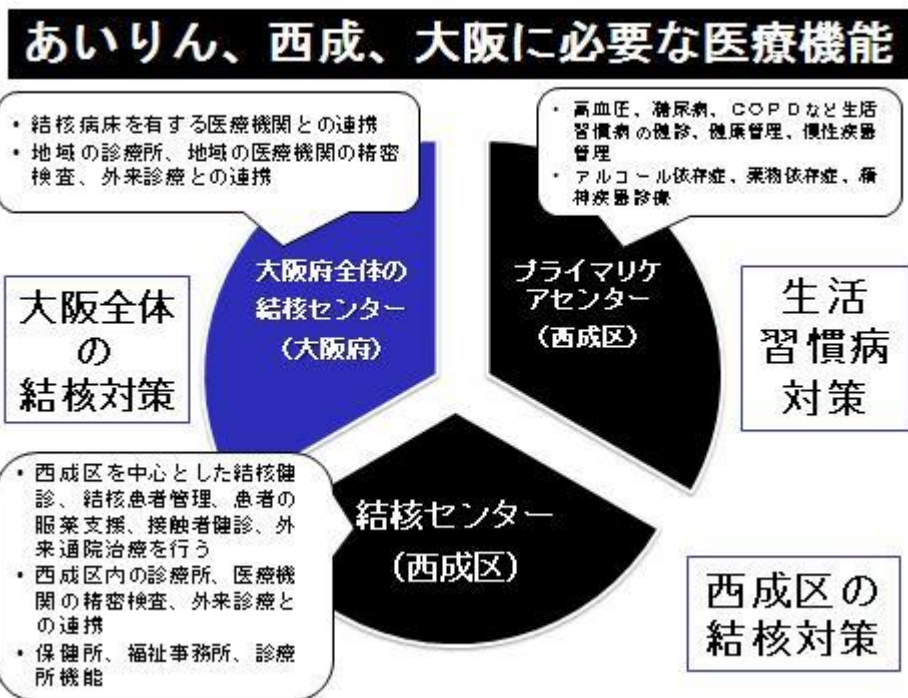 あいりん、西成、大阪に必要な医療機能
・結核病床を有する医療機関との連携
・地域の診療所、地域の医療機関の精密
検査、外来診療との連携
・高血圧、糖尿病、COPDなど生活
習慣病の健診、健康管理、慢性疾患
管理
・アルコール依存症、薬物依存症、精
神疾患診療
大阪府全体の
結核センター
(大阪府)
プライマリケ
アセンター
(西成区)
大阪全体
の
結核対策
生活
習慣病
対策
・西成区を中心とした結核健
診、結核患者管理、患者の
服薬支援、接触者健診、外
来通院治療を行う
・西成区内の診療所、医療機
関の精密検査、外来診療と
の連携
・保健所、福祉事務所、診療
所機能
結核センター
(西成区)
西成区の
結核対策